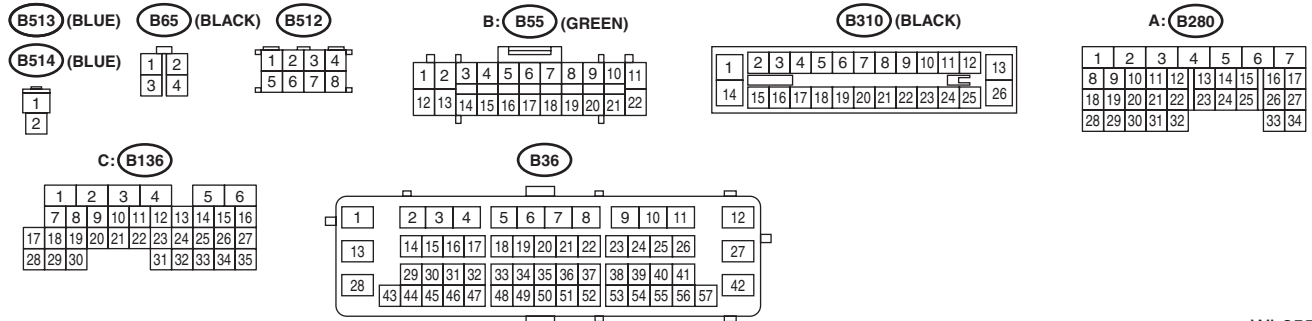 B513 (BLUE) B65 (BLACK) B512 B: B55 (GREEN) B310 (BLACK) A: B280
B514 (BLUE)
1
2
1 2
3 4
1 2 3 4
5 6 7 8
1 2 3 4 5 6 7 8 9 10 11
12 13 14 15 16 17 18 19 20 21 22
1 2 3 4 5 6 7 8 9 10 11 12 13
14 15 16 17 18 19 20 21 22 23 24 25 26
1 2 3 4 5 6 7
8 9 10 11 12 13 14 15 16 17
18 19 20 21 22 23 24 25 26 27
28 29 30 31 32 33 34
C: B136
1 2 3 4 5 6
7 8 9 10 11 12 13 14 15 16
17 18 19 20 21 22 23 24 25 26 27
28 29 30 31 32 33 34 35
B36
1 2 3 4 5 6 7 8 9 10 11 12
13 14 15 16 17 18 19 20 21 22 23 24 25 26 27
28 29 30 31 32 33 34 35 36 37 38 39 40 41 42
43 44 45 46 47 48 49 50 51 52 53 54 55 56 57